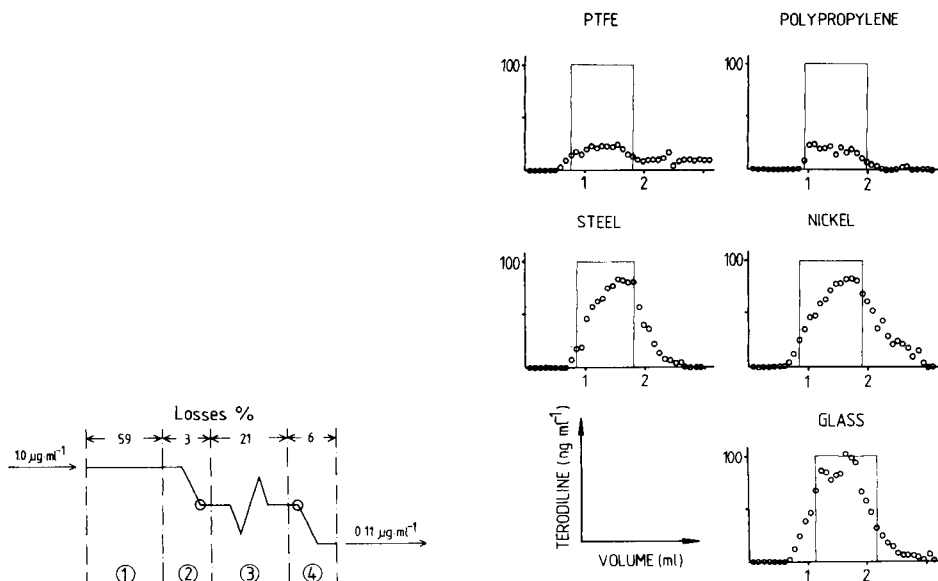 PTFE
100
1
2
POLYPROPYLENE
100
1
2
STEEL
100
1
2
NICKEL
100
1
2
Losses %
59
3
21
6
1.0 µg·ml⁻¹
0.11 µg·ml⁻¹
①
②
③
④
TERODILINE (ng ml⁻¹)
VOLUME (ml)
GLASS
100
1
2